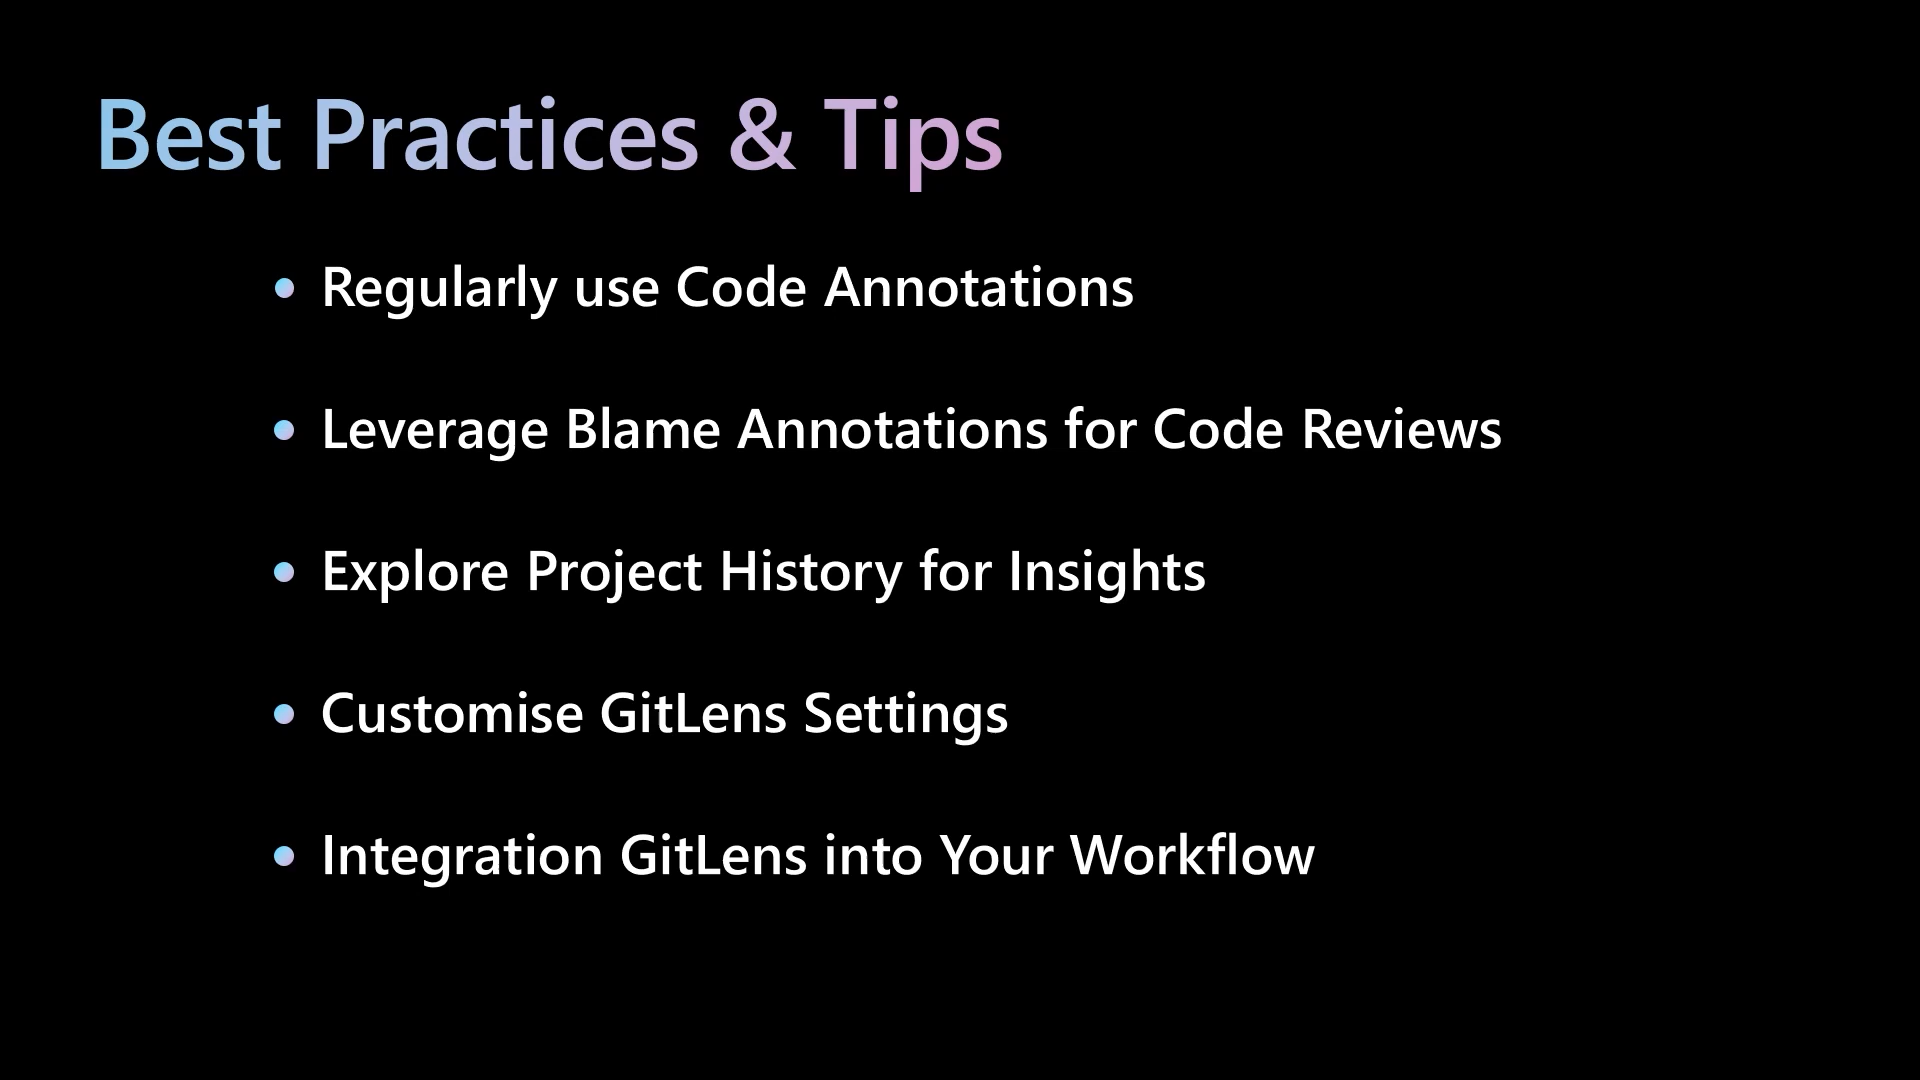 Best Practices & Tips
• Regularly use Code Annotations
• Leverage Blame Annotations for Code Reviews
• Explore Project History for Insights
• Customise GitLens Settings
• Integration GitLens into Your Workflow